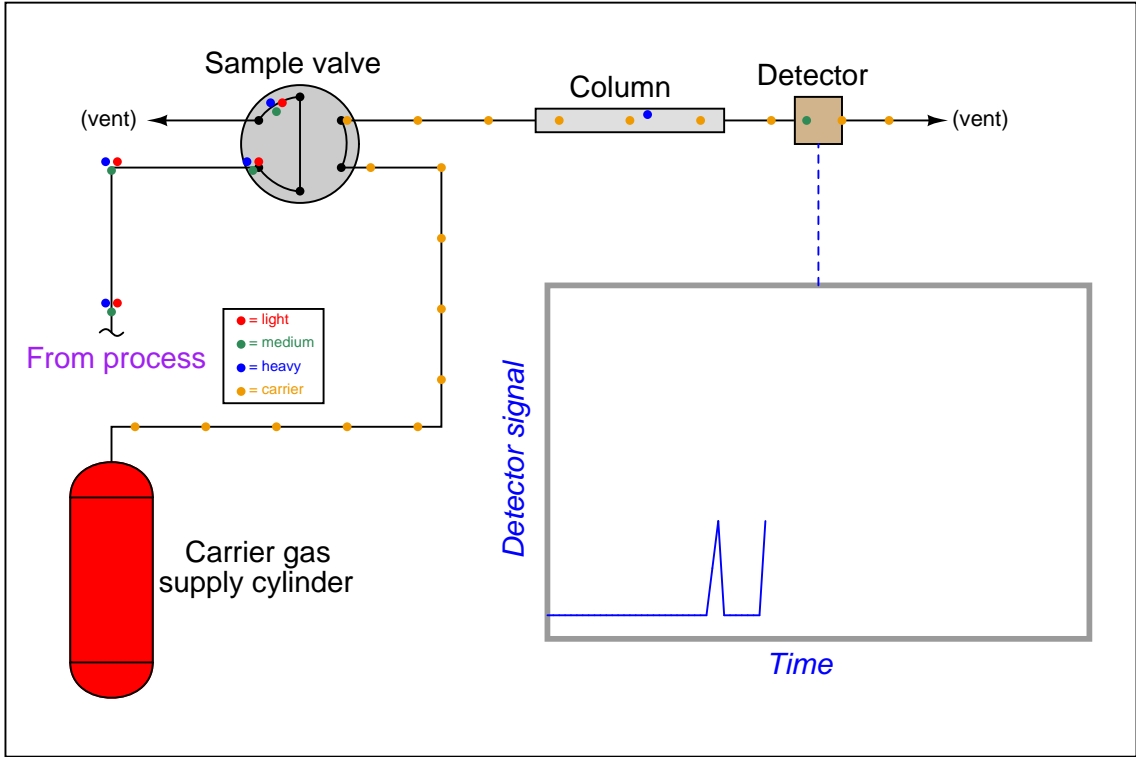 Sample valve
Column
Detector
(vent)
(vent)
= light
= medium
= heavy
= carrier
From process
Detector signal
Carrier gas
supply cylinder
Time